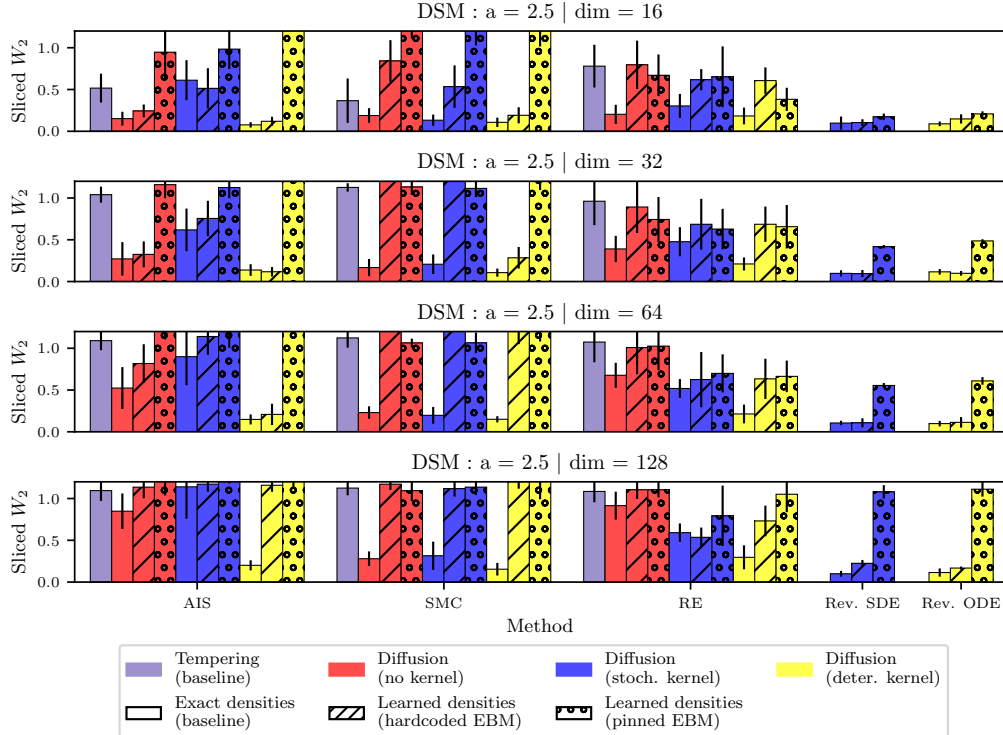 DSM : a = 2.5 | dim = 16
Sliced W₂
1.0
0.5
0.0
DSM : a = 2.5 | dim = 32
Sliced W₂
1.0
0.5
0.0
DSM : a = 2.5 | dim = 64
Sliced W₂
1.0
0.5
0.0
DSM : a = 2.5 | dim = 128
Sliced W₂
1.0
0.5
0.0
AIS SMC RE Rev. SDE Rev. ODE
Method
Tempering
(baseline)
Diffusion
(no kernel)
Diffusion
(stoch. kernel)
Diffusion
(deter. kernel)
Exact densities
(baseline)
Learned densities
(hardcoded EBM)
Learned densities
(pinned EBM)